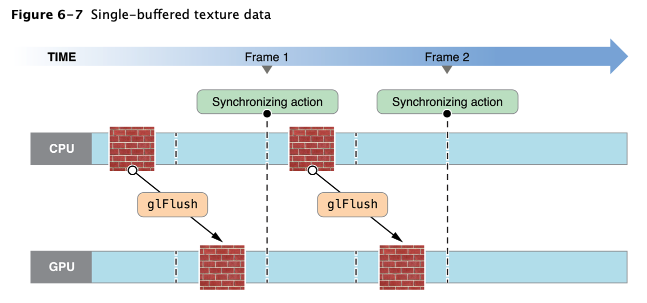 Figure 6-7 Single-buffered texture data
TIME Frame 1 Frame 2
Synchronizing action Synchronizing action
CPU
glFlush glFlush
GPU